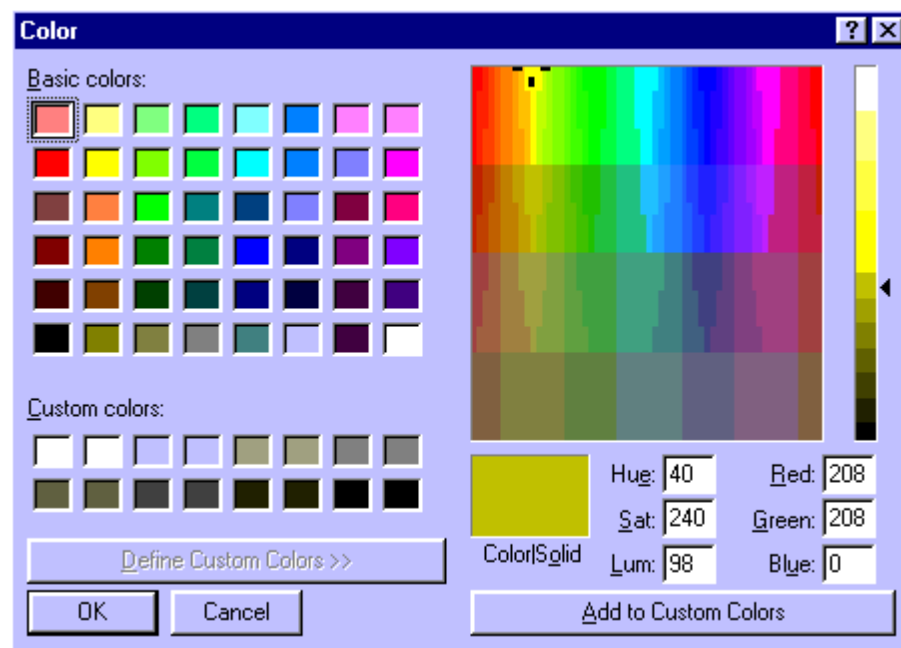 Color
Basic colors:
Custom colors:
Define Custom Colors >>
OK Cancel
Color|Solid
Hue: 40 Red: 208
Sat: 240 Green: 208
Lum: 98 Blue: 0
Add to Custom Colors